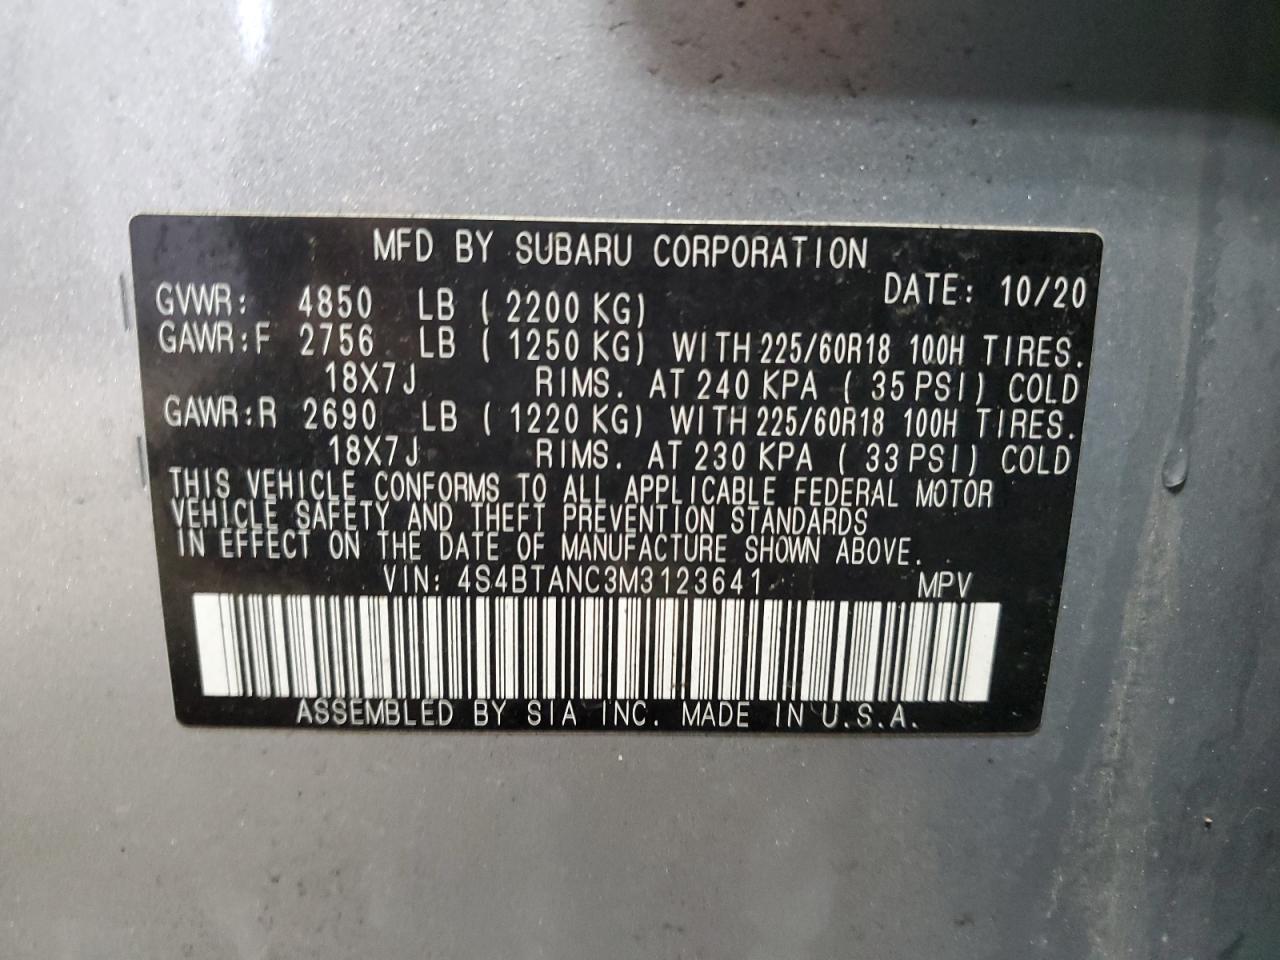 MFD BY SUBARU CORPORATION
DATE: 10/20
GVWR: 4850 LB ( 2200 KG)
GAWR:F 2756 LB ( 1250 KG) WITH 225/60R18 100H TIRES.
18X7J RIMS. AT 240 KPA ( 35 PSI) COLD
GAWR:R 2690 LB ( 1220 KG) WITH 225/60R18 100H TIRES.
18X7J RIMS. AT 230 KPA ( 33 PSI) COLD
THIS VEHICLE CONFORMS TO ALL APPLICABLE FEDERAL MOTOR
VEHICLE SAFETY AND THEFT PREVENTION STANDARDS
IN EFFECT ON THE DATE OF MANUFACTURE SHOWN ABOVE.
VIN: 4S4BTANC3M3123641 MPV
ASSEMBLED BY SIA INC. MADE IN U.S.A.